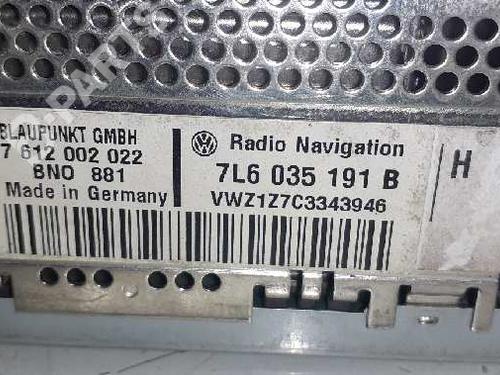 BLAUPUNKT GMBH
7 612 002 022
BNO 881
Made in Germany
Radio Navigation
7L6 035 191 B
VWZ1Z7C3343946
H